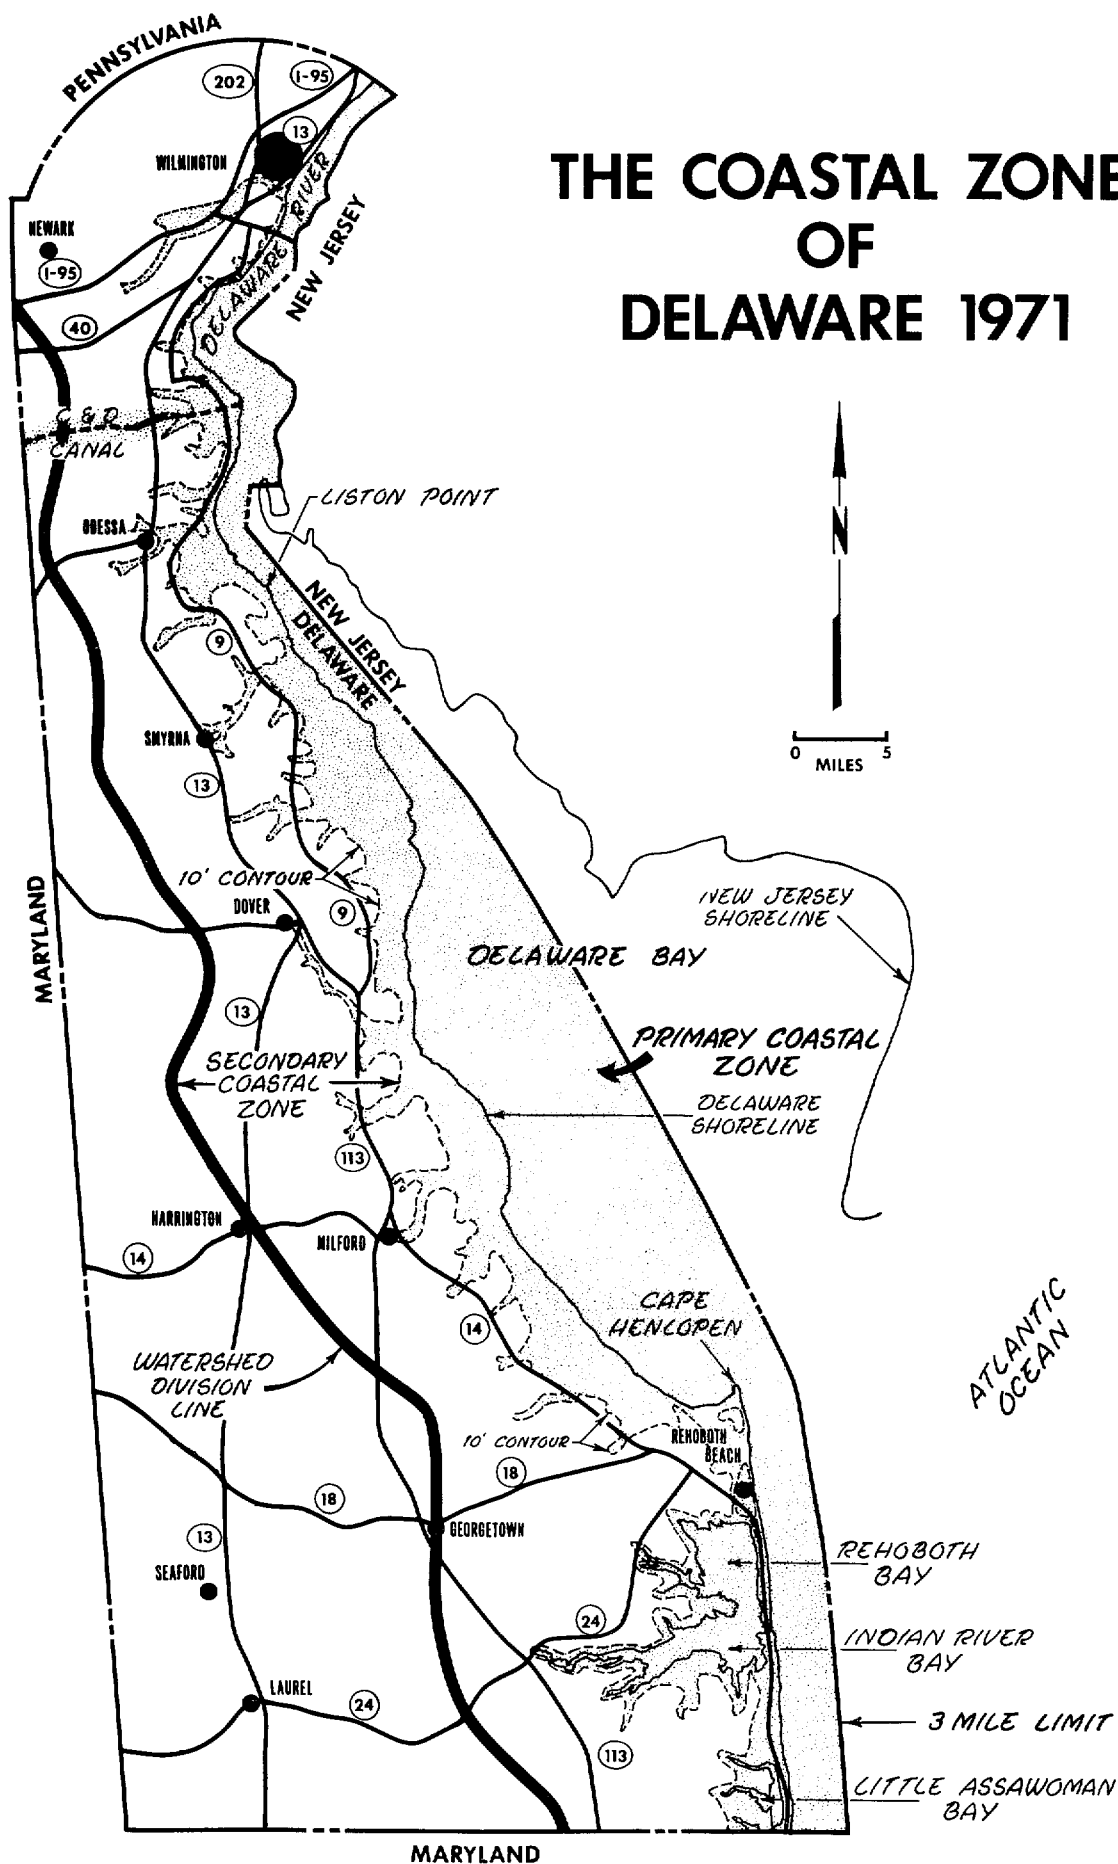 PENNSYLVANIA
202
I-95
13
WILMINGTON
DELAWARE RIVER
NEW JERSEY
THE COASTAL ZONE
OF
DELAWARE 1971
NEWARK
I-95
40
DELAWARE RIVER
C & D
CANAL
LISTON POINT
ODESSA
N
NEW JERSEY
DELAWARE
9
SMYRNA
13
0 5
MILES
10' CONTOUR
DOVER
9
NEW JERSEY
SHORELINE
MARYLAND
DELAWARE BAY
13
PRIMARY COASTAL
ZONE
SECONDARY
COASTAL
ZONE
DELAWARE
SHORELINE
113
HARRINGTON
MILFORD
14
CAPE
HENLOPEN
14
ATLANTIC
OCEAN
WATERSHED
DIVISION
LINE
10' CONTOUR
REHOBOTH
BEACH
18
18
GEORGETOWN
13
SEAFORD
REHOBOTH
BAY
24
INDIAN RIVER
BAY
LAUREL
24
3 MILE LIMIT
113
LITTLE ASSAWOMAN
BAY
MARYLAND